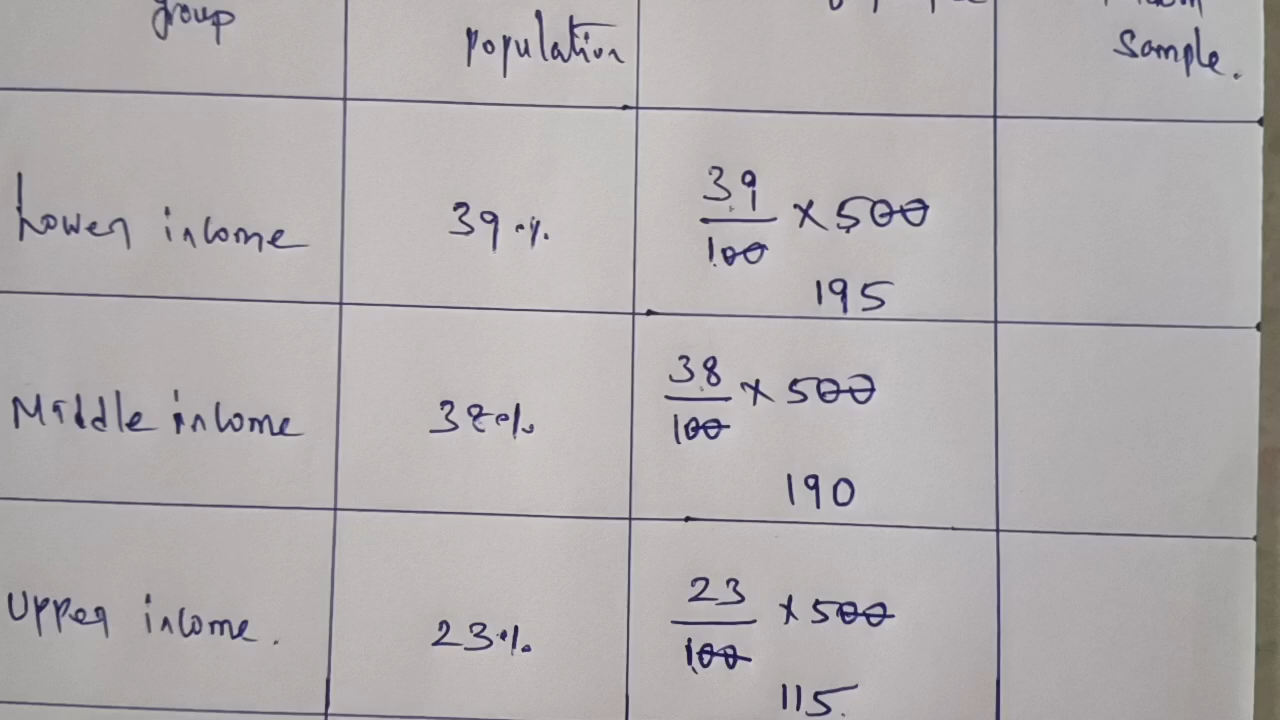 group
population
Sample.
Lower income
39%
39
100
× 500
195
Middle income
38%
38
100
× 500
190
Upper income.
23%
23
100
× 500
115.